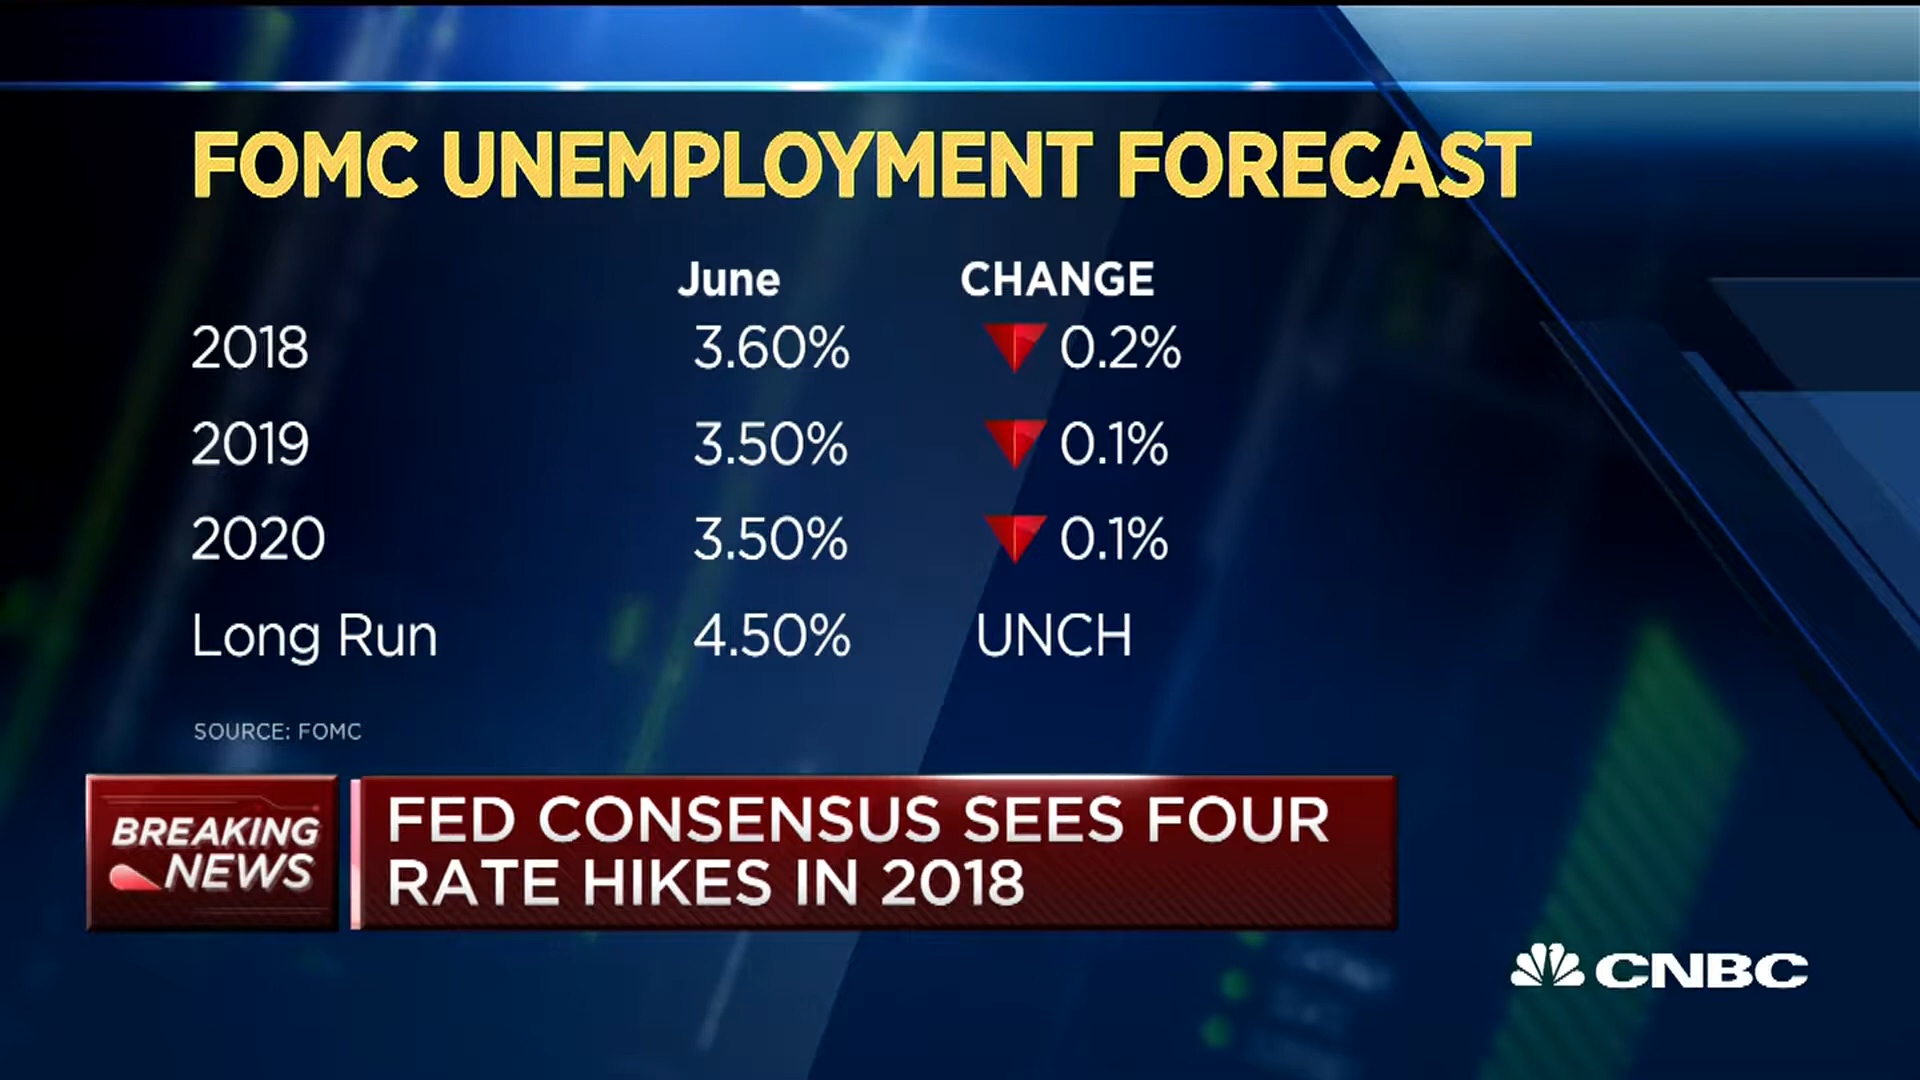 FOMC UNEMPLOYMENT FORECAST
June CHANGE
2018 3.60% 0.2%
2019 3.50% 0.1%
2020 3.50% 0.1%
Long Run 4.50% UNCH
SOURCE: FOMC
BREAKING
NEWS
FED CONSENSUS SEES FOUR
RATE HIKES IN 2018
CNBC